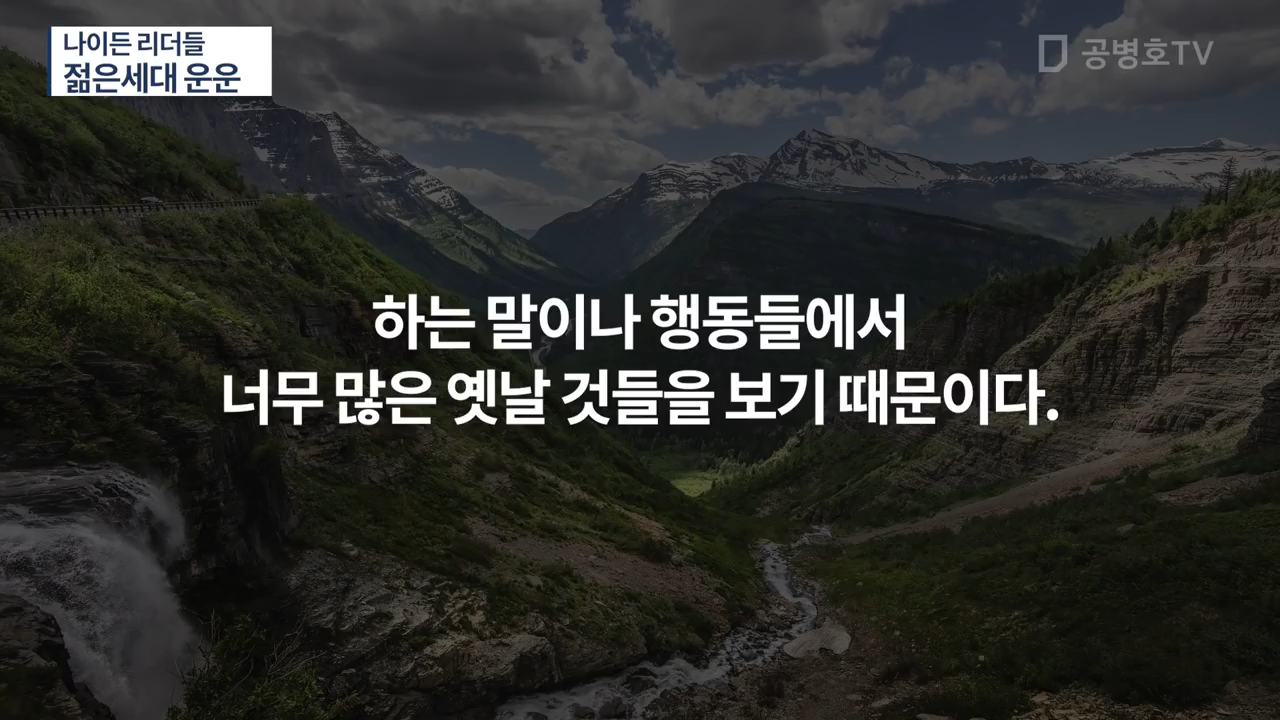 나이든 리더들
젊은세대 운운
공병호TV
하는 말이나 행동들에서
너무 많은 옛날 것들을 보기 때문이다.